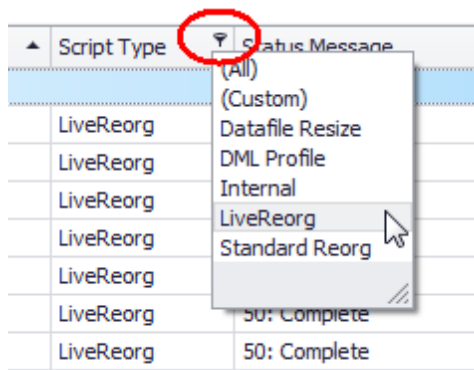 Script Type Status Message
(All)
(Custom)
Datafile Resize
DML Profile
Internal
LiveReorg
Standard Reorg
LiveReorg
LiveReorg
LiveReorg
LiveReorg
LiveReorg
LiveReorg 50: Complete
LiveReorg 50: Complete